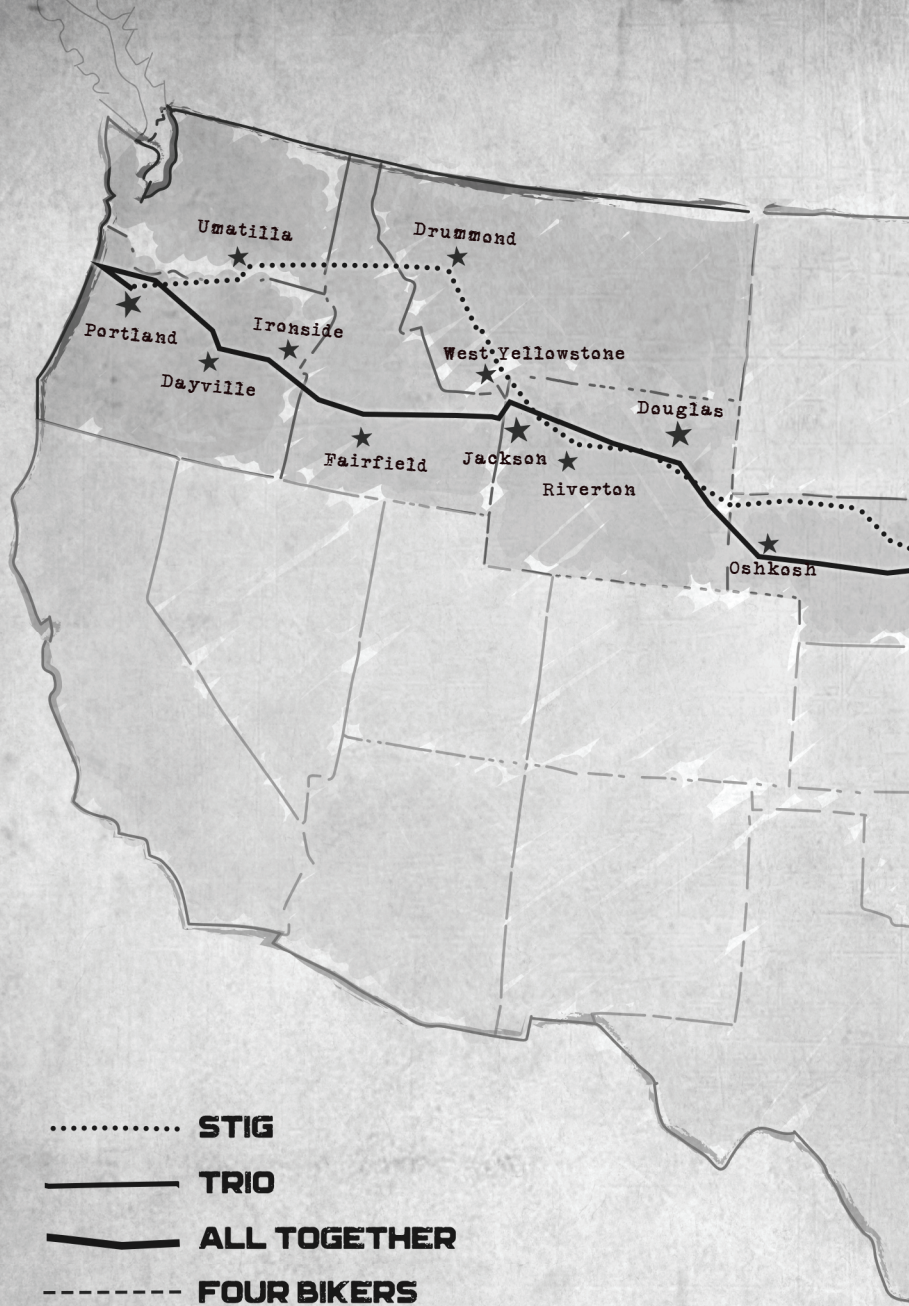 Umatilla
Drummond
Portland
Ironside
Dayville
West Yellowstone
Douglas
Fairfield
Jackson
Riverton
Oshkosh
STIG
TRIO
ALL TOGETHER
FOUR BIKERS